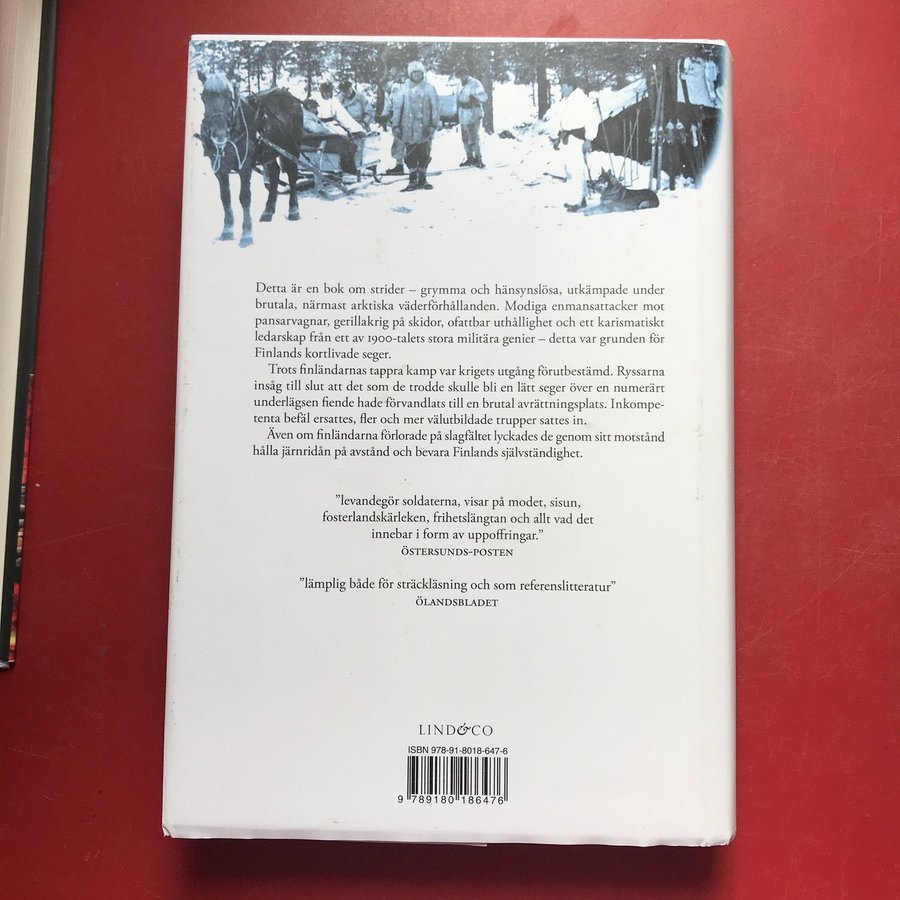 Detta är en bok om strider – grymma och hänsynslösa, utkämpade under
brutala, närmast arktiska väderförhållanden. Modiga enmansattacker mot
pansarvagnar, gerillakrig på skidor, ofattbar uthållighet och ett karismatiskt
ledarskap från ett av 1900-talets stora militära genier – detta var grunden för
Finlands kortlivade seger.
Trots finländarnas tappra kamp var krigets utgång förutbestämd. Ryssarna
insåg till slut att det som de trodde skulle bli en lätt seger över en numerärt
underlägsen fiende hade förvandlats till en brutal avrättningsplats. Inkompe-
tenta befäl ersattes, fler och mer välutbildade trupper sattes in.
Även om finländarna förlorade på slagfältet lyckades de genom sitt motstånd
hålla järnridån på avstånd och bevara Finlands självständighet.
”levandegör soldaterna, visar på modet, sisun,
fosterlandskärleken, frihetslängtan och allt vad det
innebar i form av uppoffringar.”
ÖSTERSUNDS-POSTEN
”lämplig både för sträckläsning och som referenslitteratur”
ÖLANDSBLADET
LIND&CO
ISBN 978-91-8018-647-6
9 789180 186476